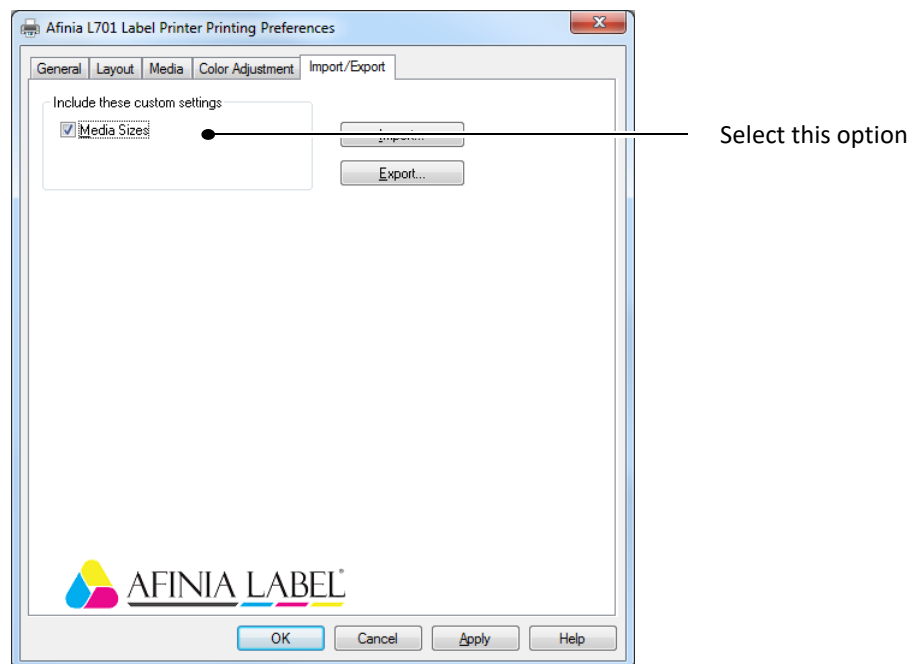 Afinia L701 Label Printer Printing Preferences
General Layout Media Color Adjustment Import/Export
Include these custom settings
Media Sizes
Import...
Select this option
Export...
AFINIA LABEL
OK Cancel Apply Help